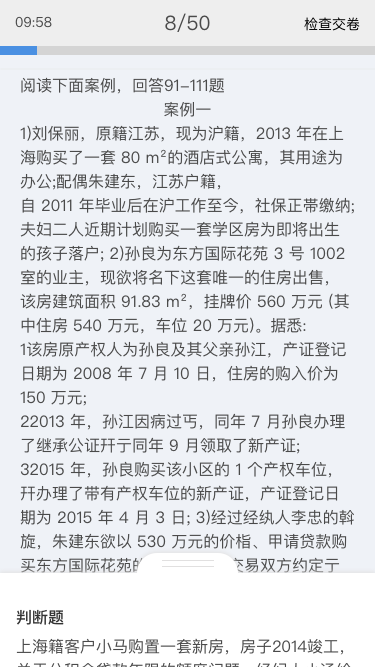 09:58
8/50
检查交卷
阅读下面案例，回答91-111题
案例一
1)刘保丽，原籍江苏，现为沪籍，2013 年在上
海购买了一套 80 m²的酒店式公寓，其用途为
办公;配偶朱建东，江苏户籍，
自 2011 年毕业后在沪工作至今，社保正帯缴纳;
夫妇二人近期计划购买一套学区房为即将出生
的孩子落户; 2)孙良为东方国际花苑 3 号 1002
室的业主，现欲将名下这套唯一的住房出售，
该房建筑面积 91.83 m²，挂牌价 560 万元 (其
中住房 540 万元，车位 20 万元)。据悉:
1该房原产权人为孙良及其父亲孙江，产证登记
日期为 2008 年 7 月 10 日，住房的购入价为
150 万元;
22013 年，孙江因病过丐，同年 7 月孙良办理
了继承公证幵亍同年 9 月领取了新产证;
32015 年，孙良购买该小区的 1 个产权车位，
幵办理了带有产权车位的新产证，产证登记日
期为 2015 年 4 月 3 日; 3)经过经纨人李忠的斡
旋，朱建东欲以 530 万元的价格、甲请贷款购
买东方国际花苑的
交易双方约定亍
判断题
上海籍客户小马购置一套新房，房子2014竣工，